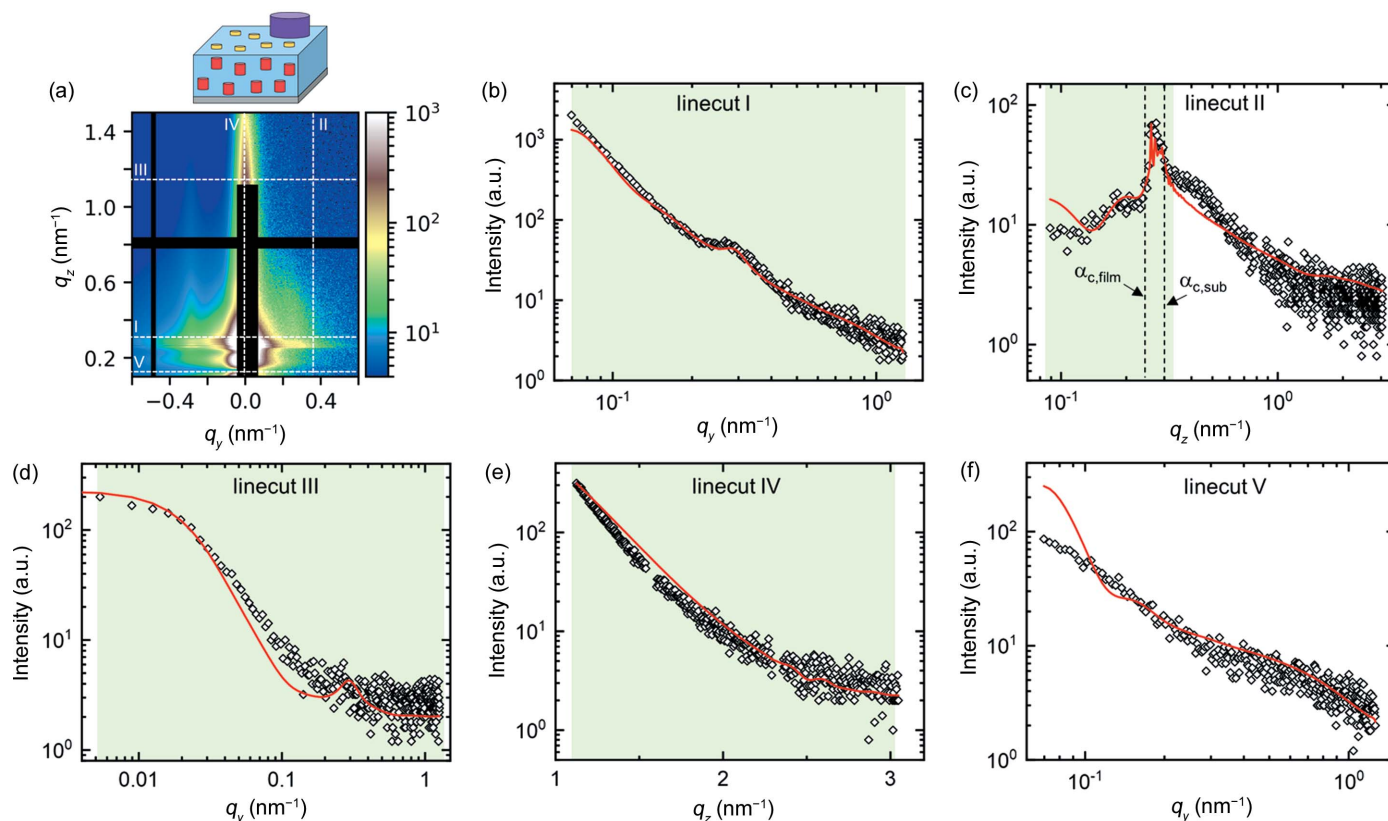 (a)
IV
II
III
I
V
1.4
1.0
0.6
0.2
−0.4
0.0
0.4
q_z (nm⁻¹)
q_y (nm⁻¹)
10³
10²
10¹
(b)
linecut I
Intensity (a.u.)
10³
10²
10¹
10⁰
10⁻¹
10⁰
q_y (nm⁻¹)
(c)
linecut II
Intensity (a.u.)
10²
10¹
10⁰
α_c,film
α_c,sub
10⁻¹
10⁰
q_z (nm⁻¹)
(d)
linecut III
Intensity (a.u.)
10²
10¹
10⁰
0.01
0.1
1
q_y (nm⁻¹)
(e)
linecut IV
Intensity (a.u.)
10²
10¹
10⁰
1
2
3
q_z (nm⁻¹)
(f)
linecut V
Intensity (a.u.)
10²
10¹
10⁰
10⁻¹
10⁰
q_y (nm⁻¹)